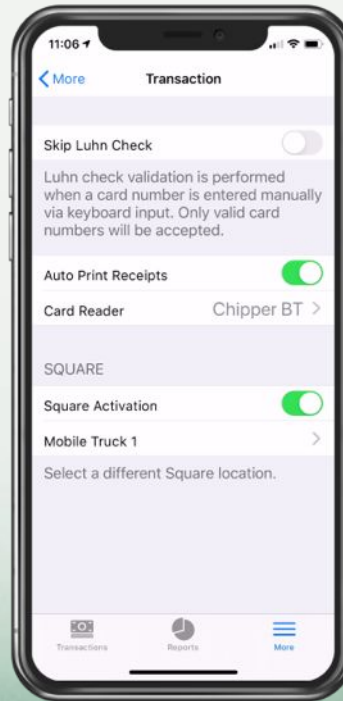 11:06
More
Transaction
Skip Luhn Check
Luhn check validation is performed
when a card number is entered manually
via keyboard input. Only valid card
numbers will be accepted.
Auto Print Receipts
Card Reader Chipper BT
SQUARE
Square Activation
Mobile Truck 1
Select a different Square location.
Transactions Reports More